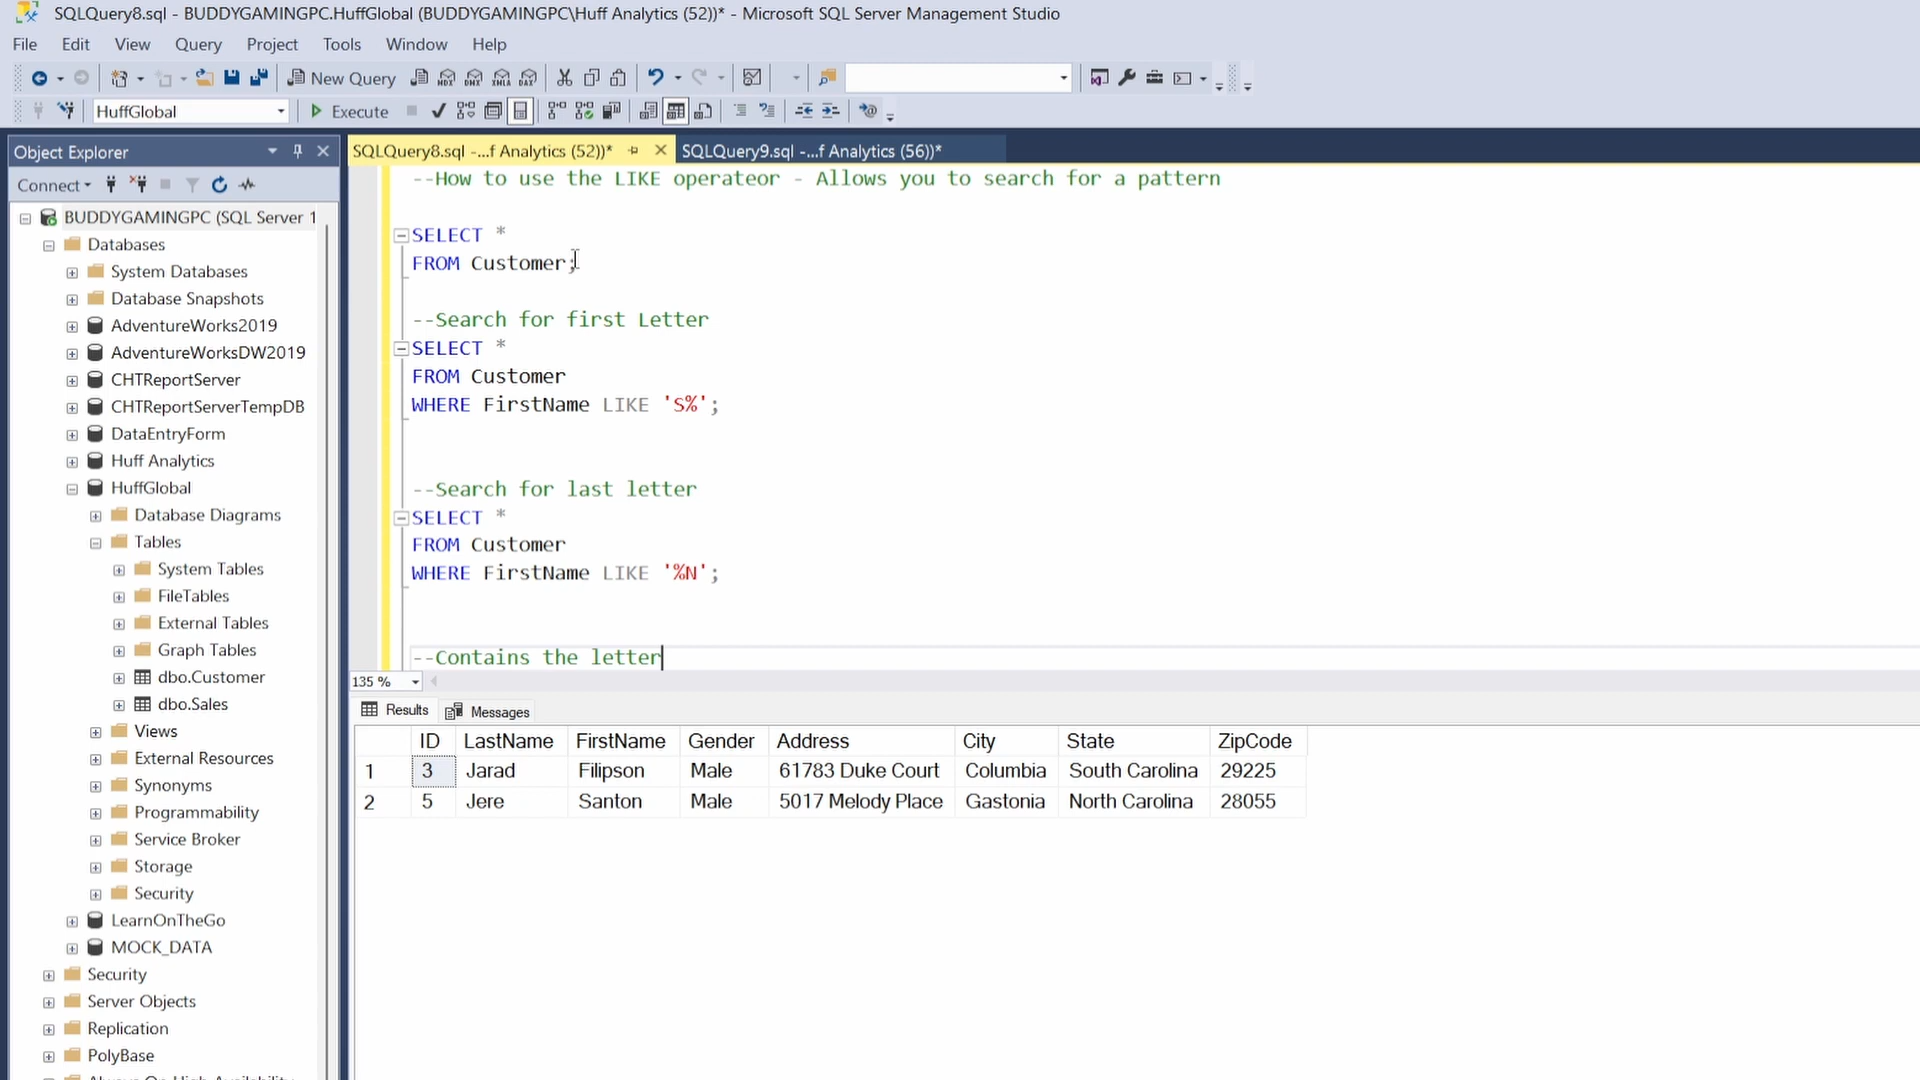 SQLQuery8.sql - BUDDYGAMINGPC.HuffGlobal (BUDDYGAMINGPC\Huff Analytics (52))* - Microsoft SQL Server Management Studio
File Edit View Query Project Tools Window Help
New Query MDX DMX XMLA DAX
HuffGlobal Execute
Object Explorer
Connect
BUDDYGAMINGPC (SQL Server 1
Databases
System Databases
Database Snapshots
AdventureWorks2019
AdventureWorksDW2019
CHTReportServer
CHTReportServerTempDB
DataEntryForm
Huff Analytics
HuffGlobal
Database Diagrams
Tables
System Tables
FileTables
External Tables
Graph Tables
dbo.Customer
dbo.Sales
Views
External Resources
Synonyms
Programmability
Service Broker
Storage
Security
LearnOnTheGo
MOCK_DATA
Security
Server Objects
Replication
PolyBase
Always On High Availability
SQLQuery8.sql -...f Analytics (52))* SQLQuery9.sql -...f Analytics (56))*
--How to use the LIKE operateor - Allows you to search for a pattern
SELECT *
FROM Customer;
--Search for first Letter
SELECT *
FROM Customer
WHERE FirstName LIKE 'S%';
--Search for last letter
SELECT *
FROM Customer
WHERE FirstName LIKE '%N';
--Contains the letter
135 %
Results Messages
ID LastName FirstName Gender Address City State ZipCode
1 3 Jarad Filipson Male 61783 Duke Court Columbia South Carolina 29225
2 5 Jere Santon Male 5017 Melody Place Gastonia North Carolina 28055